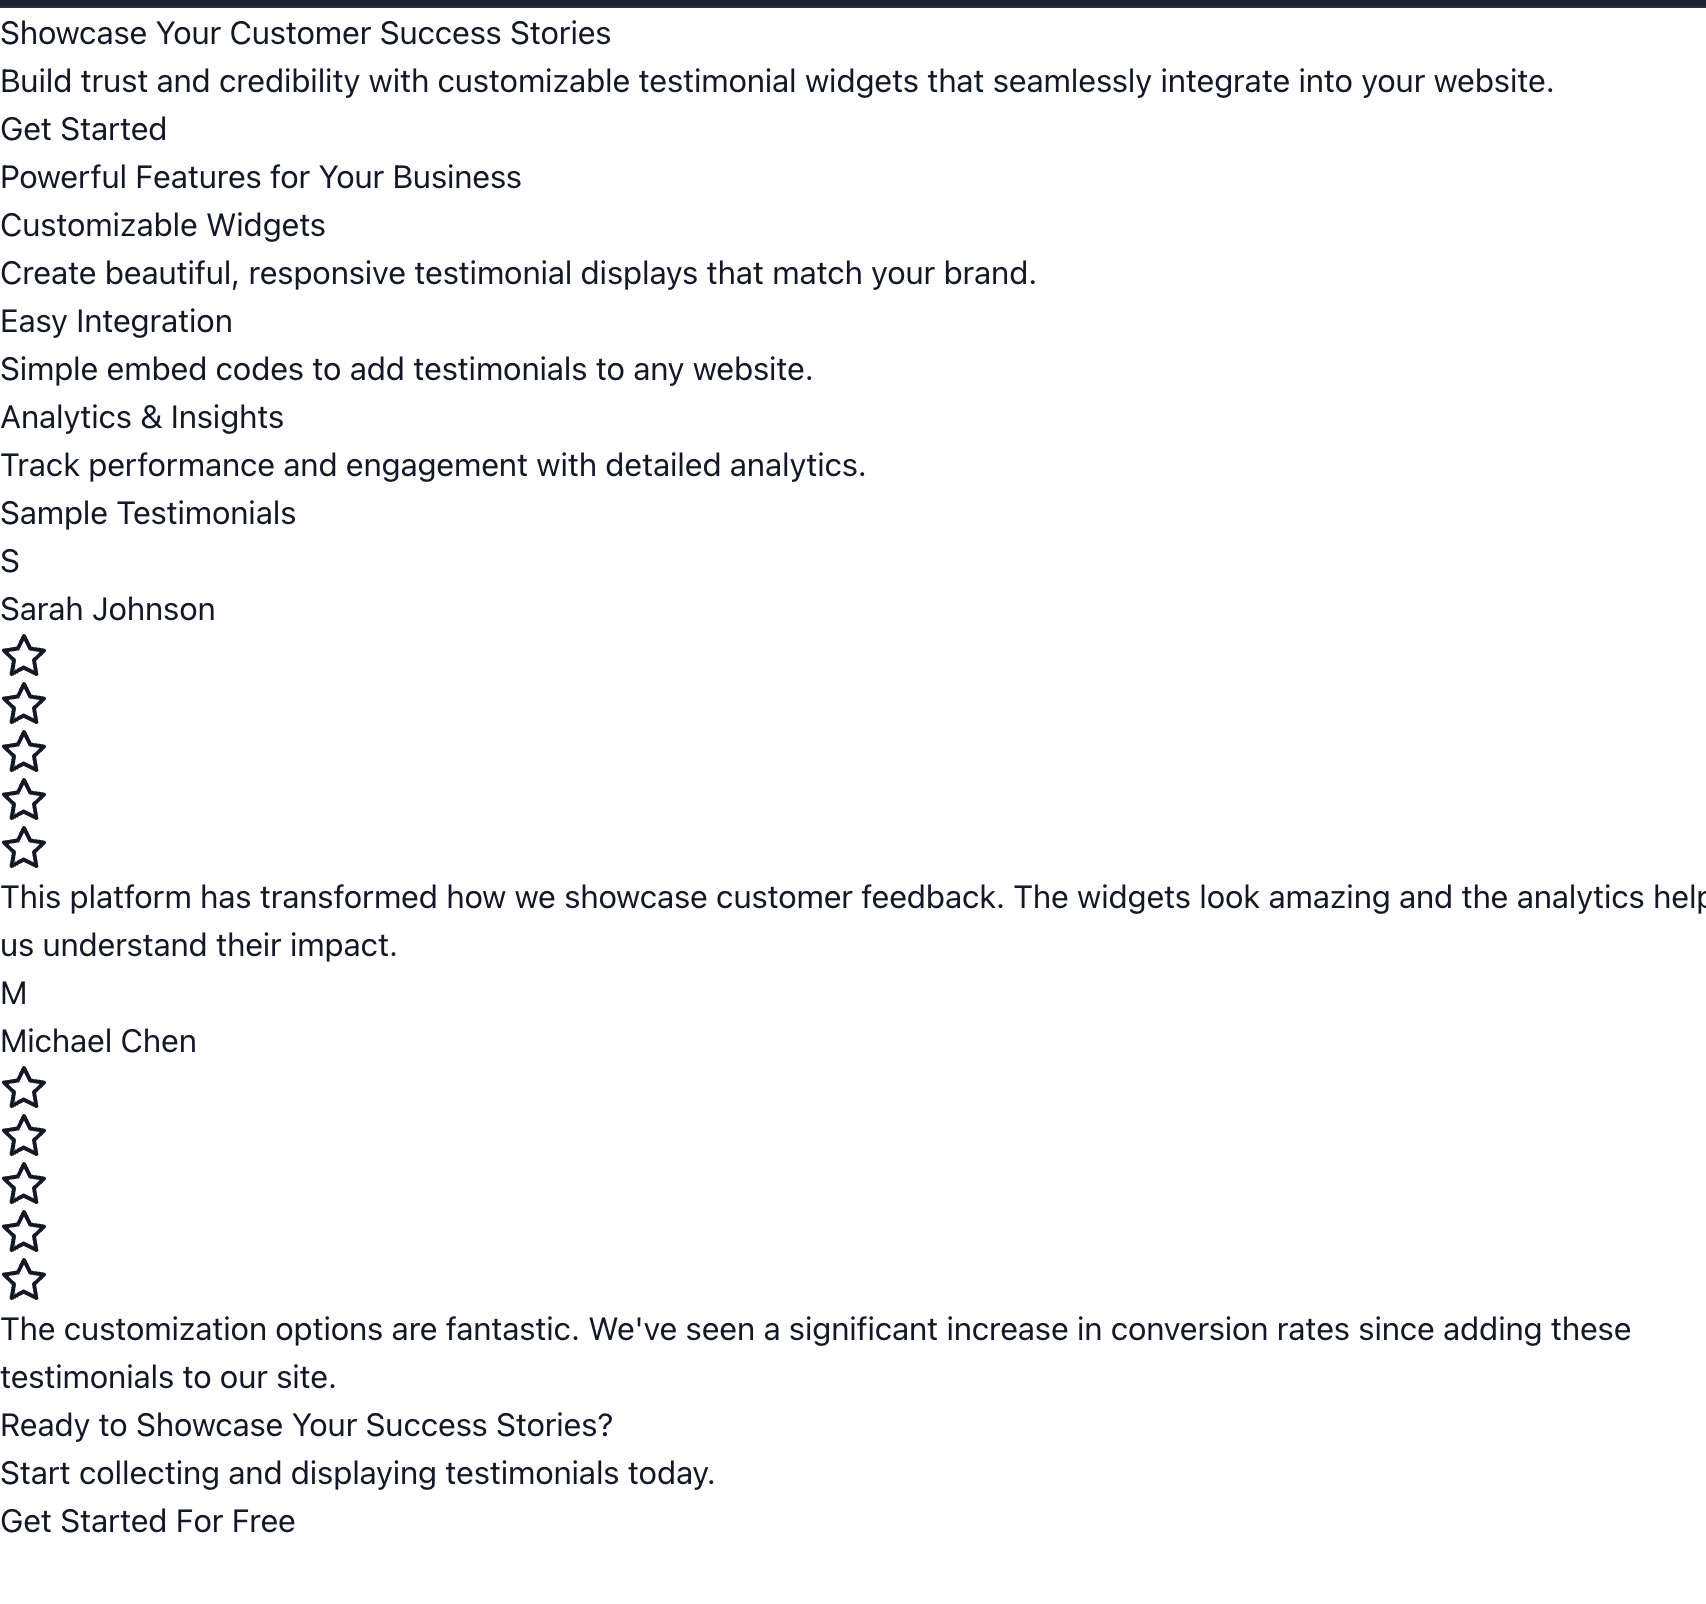 Showcase Your Customer Success Stories
Build trust and credibility with customizable testimonial widgets that seamlessly integrate into your website.
Get Started
Powerful Features for Your Business
Customizable Widgets
Create beautiful, responsive testimonial displays that match your brand.
Easy Integration
Simple embed codes to add testimonials to any website.
Analytics & Insights
Track performance and engagement with detailed analytics.
Sample Testimonials
S
Sarah Johnson
This platform has transformed how we showcase customer feedback. The widgets look amazing and the analytics help
us understand their impact.
M
Michael Chen
The customization options are fantastic. We've seen a significant increase in conversion rates since adding these
testimonials to our site.
Ready to Showcase Your Success Stories?
Start collecting and displaying testimonials today.
Get Started For Free